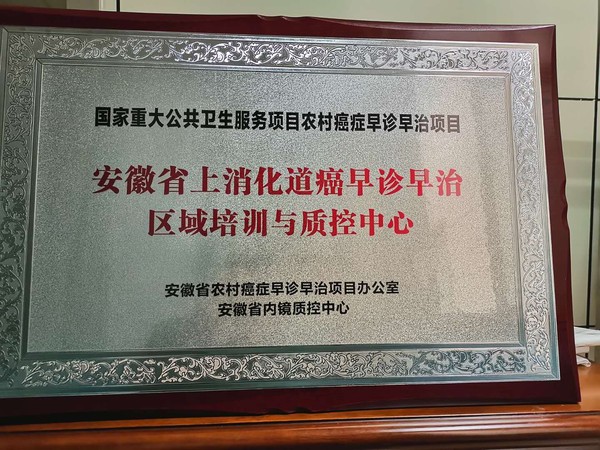 国家重大公共卫生服务项目农村癌症早诊早治项目
安徽省上消化道癌早诊早治
区域培训与质控中心
安徽省农村癌症早诊早治项目办公室
安徽省内镜质控中心